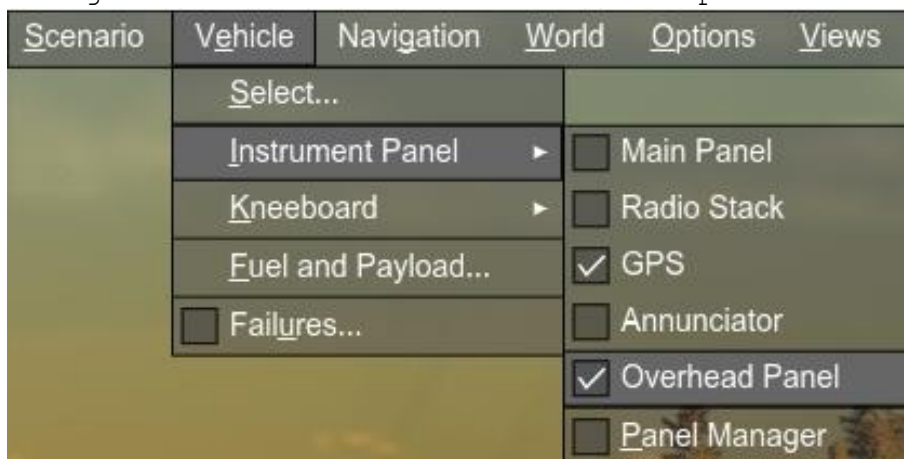 Scenario Vehicle Navigation World Options Views
Select...
Instrument Panel
Kneeboard
Fuel and Payload...
Failures...
Main Panel
Radio Stack
GPS
Annunciator
Overhead Panel
Panel Manager